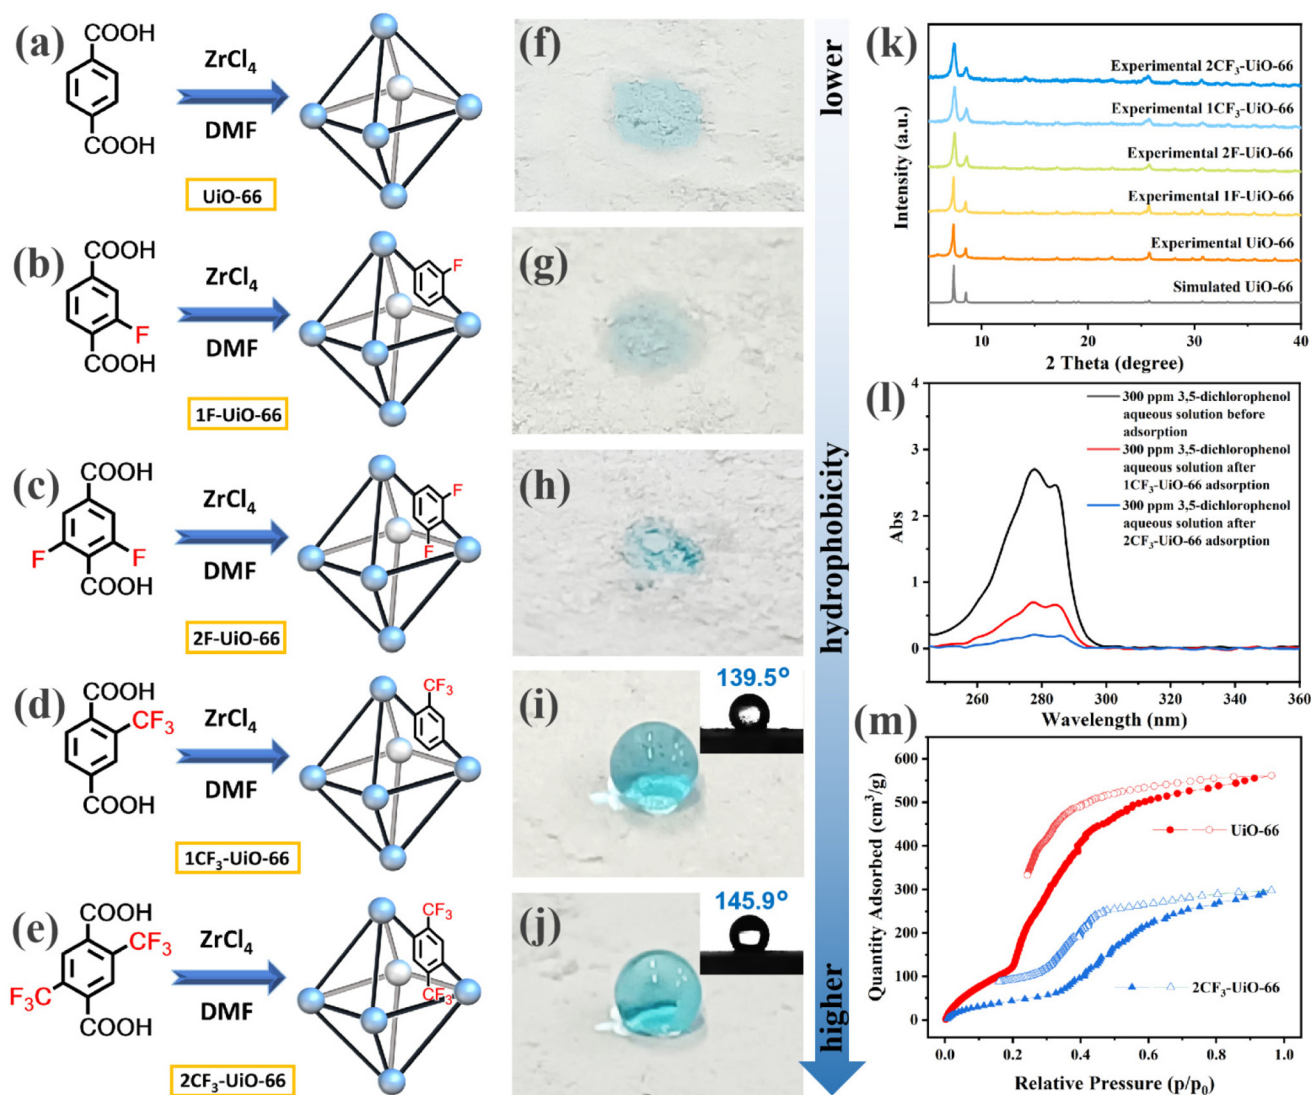 (a)
COOH
COOH
ZrCl4
DMF
UiO-66
(b)
COOH
F
COOH
ZrCl4
DMF
F
1F-UiO-66
(c)
COOH
F
F
COOH
ZrCl4
DMF
F
F
2F-UiO-66
(d)
COOH
CF3
COOH
ZrCl4
DMF
CF3
1CF3-UiO-66
(e)
COOH
CF3
F3C
COOH
ZrCl4
DMF
CF3
CF3
2CF3-UiO-66
(f)
(g)
(h)
(i)
139.5°
(j)
145.9°
lower
hydrophobicity
higher
(k)
Intensity (a.u.)
Experimental 2CF3-UiO-66
Experimental 1CF3-UiO-66
Experimental 2F-UiO-66
Experimental 1F-UiO-66
Experimental UiO-66
Simulated UiO-66
10 20 30 40
2 Theta (degree)
(l)
Abs
4
3
2
1
0
300 ppm 3,5-dichlorophenol
aqueous solution before
adsorption
300 ppm 3,5-dichlorophenol
aqueous solution after
1CF3-UiO-66 adsorption
300 ppm 3,5-dichlorophenol
aqueous solution after
2CF3-UiO-66 adsorption
260 280 300 320 340 360
Wavelength (nm)
(m)
Quantity Adsorbed (cm3/g)
600
500
400
300
200
100
0
UiO-66
2CF3-UiO-66
0.0 0.2 0.4 0.6 0.8 1.0
Relative Pressure (p/p0)